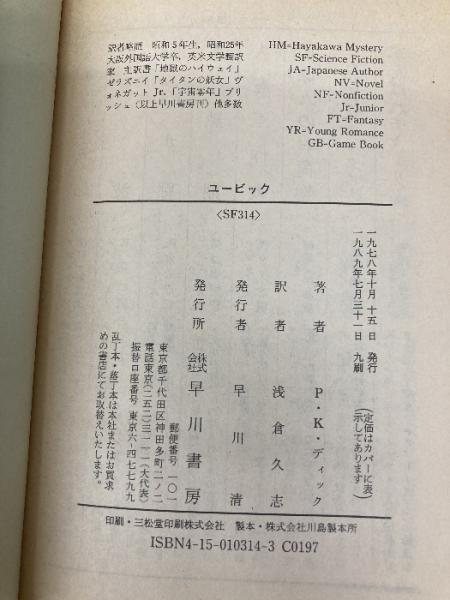 訳者略歴 昭和5年生,昭和25年
大阪外国語大学卒,英米文学翻訳
家 主訳書「地獄のハイウェイ」
ゼラズニイ「タイタンの妖女」ヴ
ォネガットJr.「宇宙零年」ブリ
ッシュ(以上早川書房刊)他多数
HM=Hayakawa Mystery
SF=Science Fiction
JA=Japanese Author
NV=Novel
NF=Nonfiction
Jr=Junior
FT=Fantasy
YR=Young Romance
GB=Game Book
ユービック
〈SF314〉
一九七八年十月十五日 発行
一九八九年七月三十一日 九刷
(定価はカバーに表示してあります)
著者 P・K・ディック
訳者 浅倉久志
発行者 早川清
発行所 株式会社 早川書房
郵便番号 一〇一
東京都千代田区神田多町二ノ二
電話東京(二五二)三一一一(大代表)
振替口座番号 東京六-四七七九九
乱丁本・落丁本は本社またはお買求
めの書店にてお取替えいたします。
印刷・三松堂印刷株式会社 製本・株式会社川島製本所
ISBN4-15-010314-3 C0197